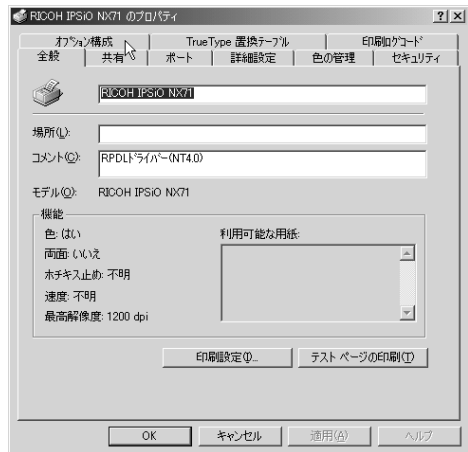 RICOH IPSiO NX71 のプロパティ
オプション構成 TrueType 置換テーブル 印刷ログコード
全般 共有 ポート 詳細設定 色の管理 セキュリティ
RICOH IPSiO NX71
場所(L):
コメント(C): RPDLドライバー(NT4.0)
モデル(O): RICOH IPSiO NX71
機能
色: はい 利用可能な用紙:
両面: いいえ
ホチキス止め: 不明
速度: 不明
最高解像度: 1200 dpi
印刷設定(I)... テスト ページの印刷(T)
OK キャンセル 適用(A) ヘルプ